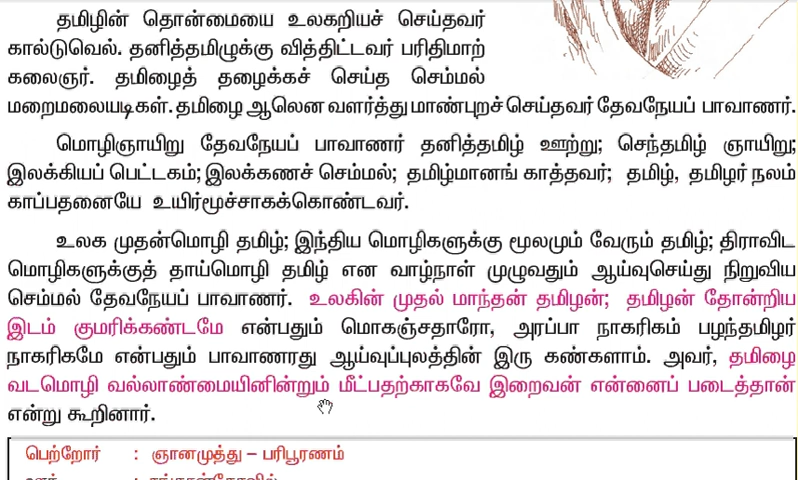 தமிழின் தொன்மையை உலகறியச் செய்தவர்
கால்டுவெல். தனித்தமிழுக்கு வித்திட்டவர் பரிதிமாற்
கலைஞர். தமிழைத் தழைக்கச் செய்த செம்மல்
மறைமலையடிகள். தமிழை ஆலென வளர்த்து மாண்புறச் செய்தவர் தேவநேயப் பாவாணர்.
மொழிஞாயிறு தேவநேயப் பாவாணர் தனித்தமிழ் ஊற்று; செந்தமிழ் ஞாயிறு;
இலக்கியப் பெட்டகம்; இலக்கணச் செம்மல்; தமிழ்மானங் காத்தவர்; தமிழ், தமிழர் நலம்
காப்பதனையே உயிர்மூச்சாகக்கொண்டவர்.
உலக முதன்மொழி தமிழ்; இந்திய மொழிகளுக்கு மூலமும் வேரும் தமிழ்; திராவிட
மொழிகளுக்குத் தாய்மொழி தமிழ் என வாழ்நாள் முழுவதும் ஆய்வுசெய்து நிறுவிய
செம்மல் தேவநேயப் பாவாணர். உலகின் முதல் மாந்தன் தமிழன்; தமிழன் தோன்றிய
இடம் குமரிக்கண்டமே என்பதும் மொகஞ்சதாரோ, அரப்பா நாகரிகம் பழந்தமிழர்
நாகரிகமே என்பதும் பாவாணரது ஆய்வுப்புலத்தின் இரு கண்களாம். அவர், தமிழை
வடமொழி வல்லாண்மையினின்றும் மீட்பதற்காகவே இறைவன் என்னைப் படைத்தான்
என்று கூறினார்.
பெற்றோர் : ஞானமுத்து – பரிபூரணம்